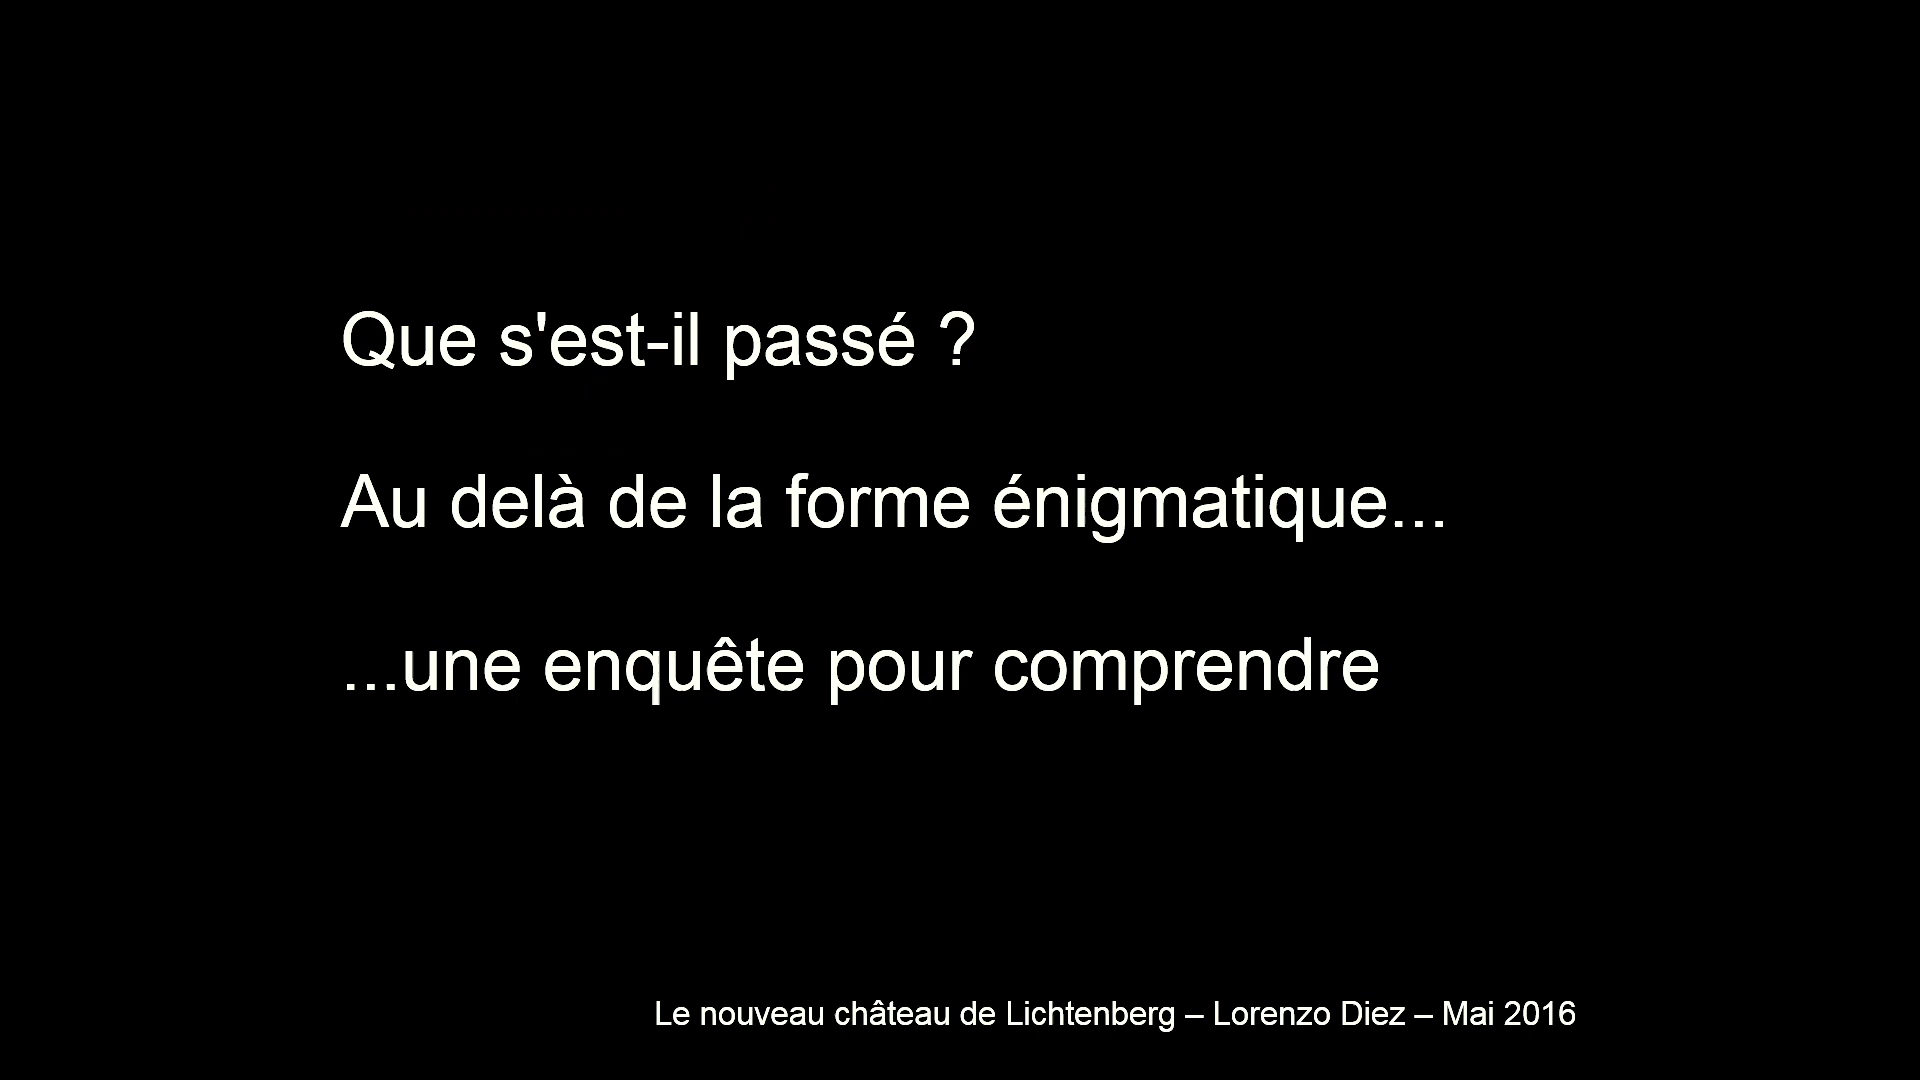 Que s'est-il passé ?
Au delà de la forme énigmatique...
...une enquête pour comprendre
Le nouveau château de Lichtenberg – Lorenzo Diez – Mai 2016